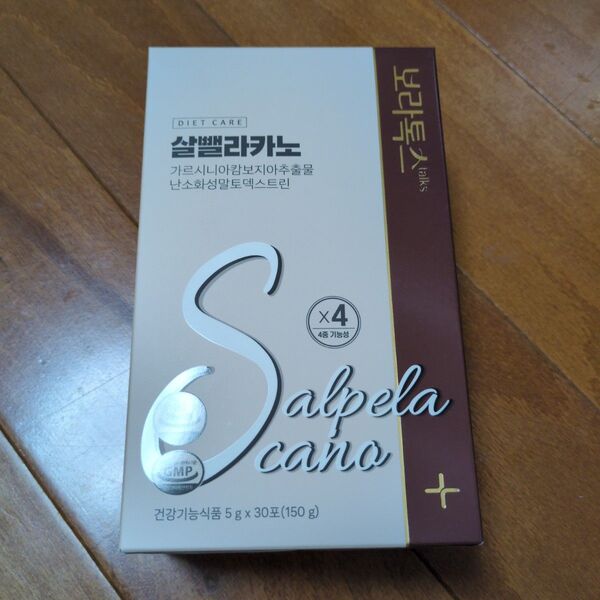 DIET CARE
살뺄라카노
가르시니아캄보지아추출물
난소화성말토덱스트린
x4
4중 기능성
Salpela
Scano
GMP
건강기능식품 5 g x 30포(150 g)
보라톡스
talks